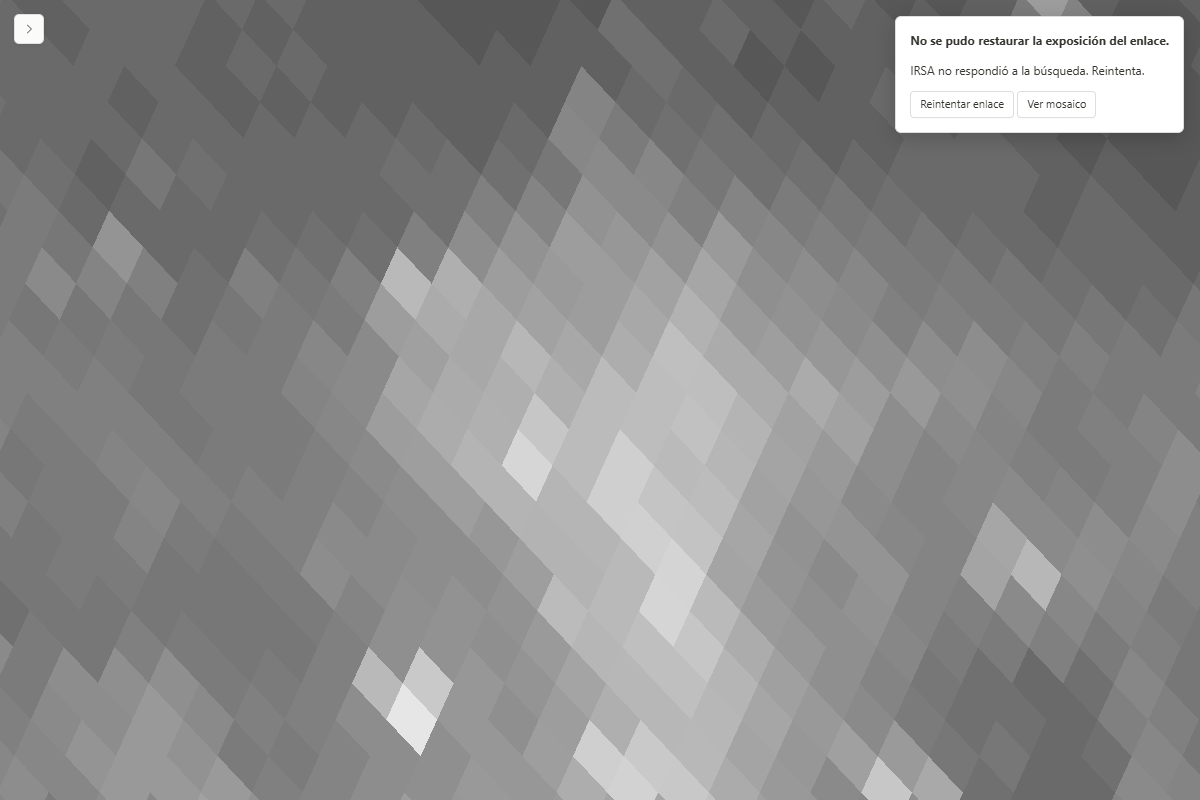 No se pudo restaurar la exposición del enlace.
IRSA no respondió a la búsqueda. Reintenta.
Reintentar enlace Ver mosaico